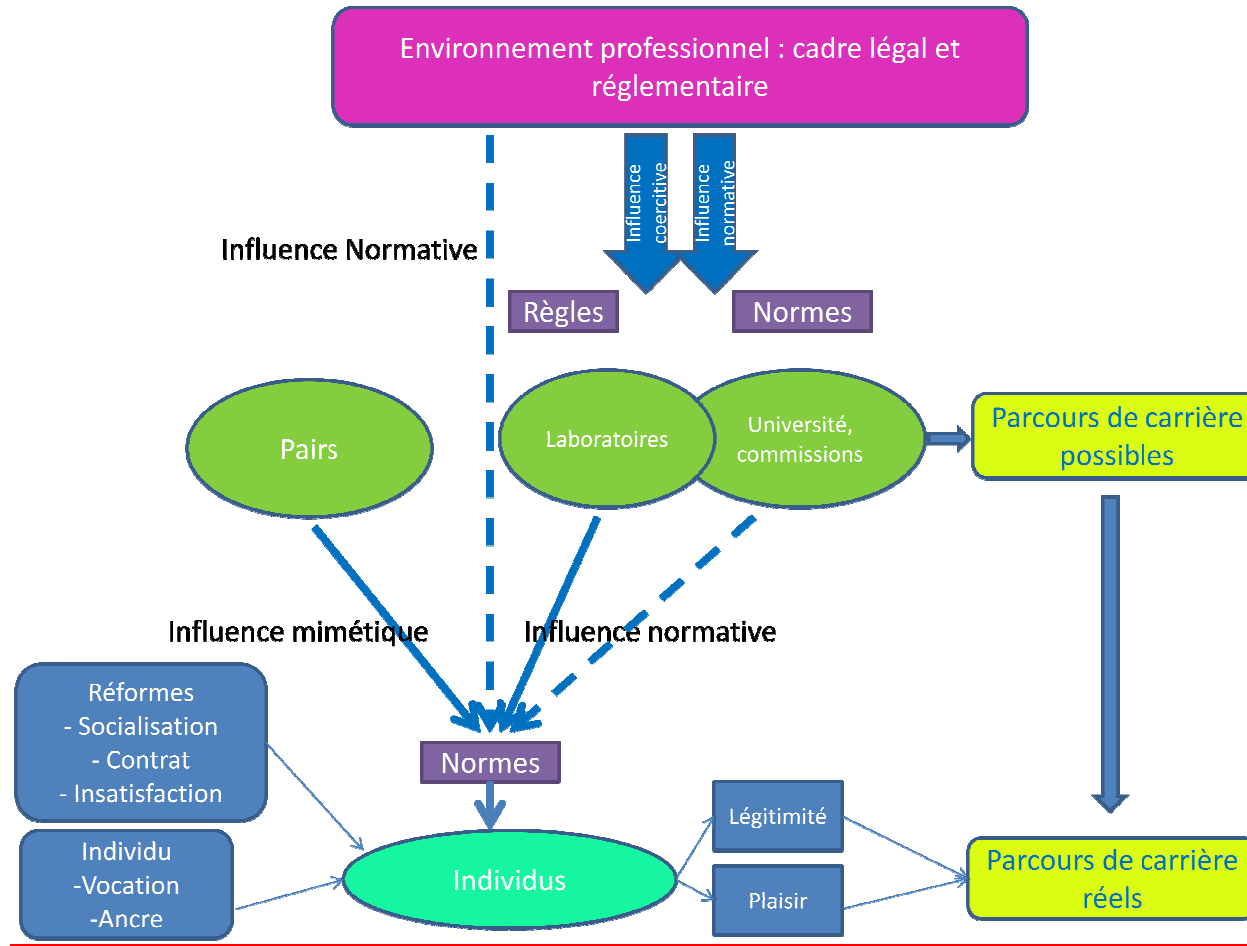 Environnement professionnel : cadre légal et
réglementaire
Influence
coercitive
Influence
normative
Influence Normative
Règles
Normes
Pairs
Laboratoires
Université,
commissions
Parcours de carrière
possibles
Influence mimétique
Influence normative
Réformes
- Socialisation
- Contrat
- Insatisfaction
Normes
Individu
-Vocation
-Ancre
Individus
Légitimité
Plaisir
Parcours de carrière
réels